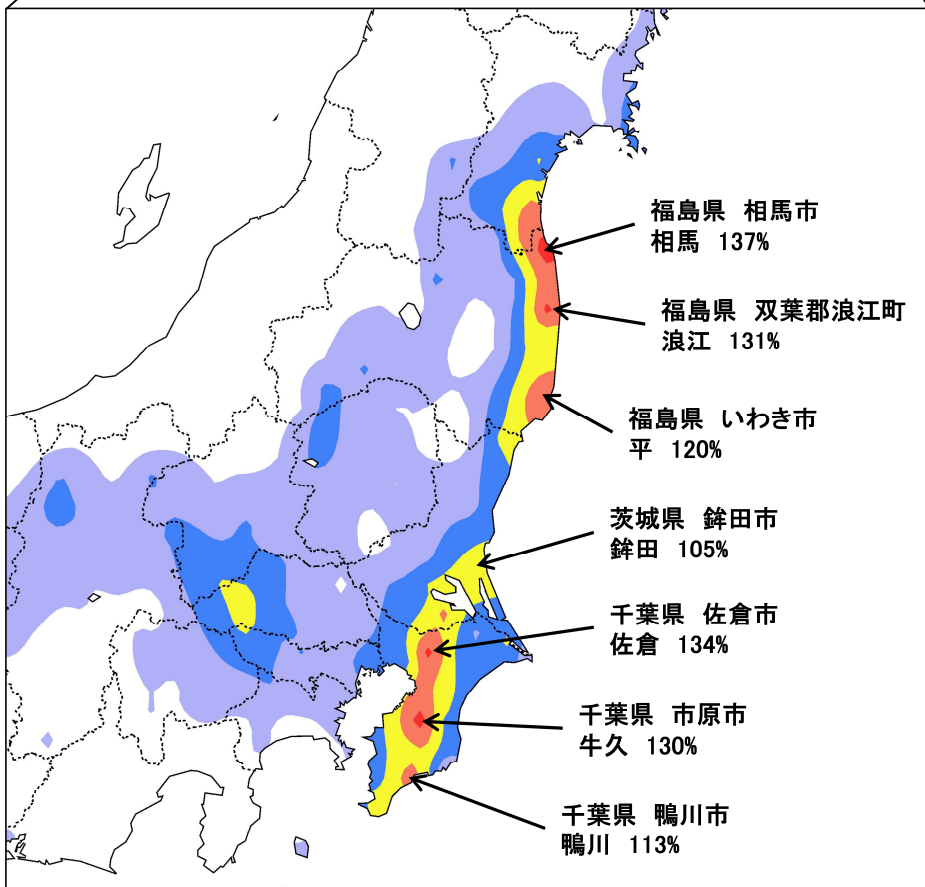 福島県 相馬市
相馬 137%
福島県 双葉郡浪江町
浪江 131%
福島県 いわき市
平 120%
茨城県 鉾田市
鉾田 105%
千葉県 佐倉市
佐倉 134%
千葉県 市原市
牛久 130%
千葉県 鴨川市
鴨川 113%